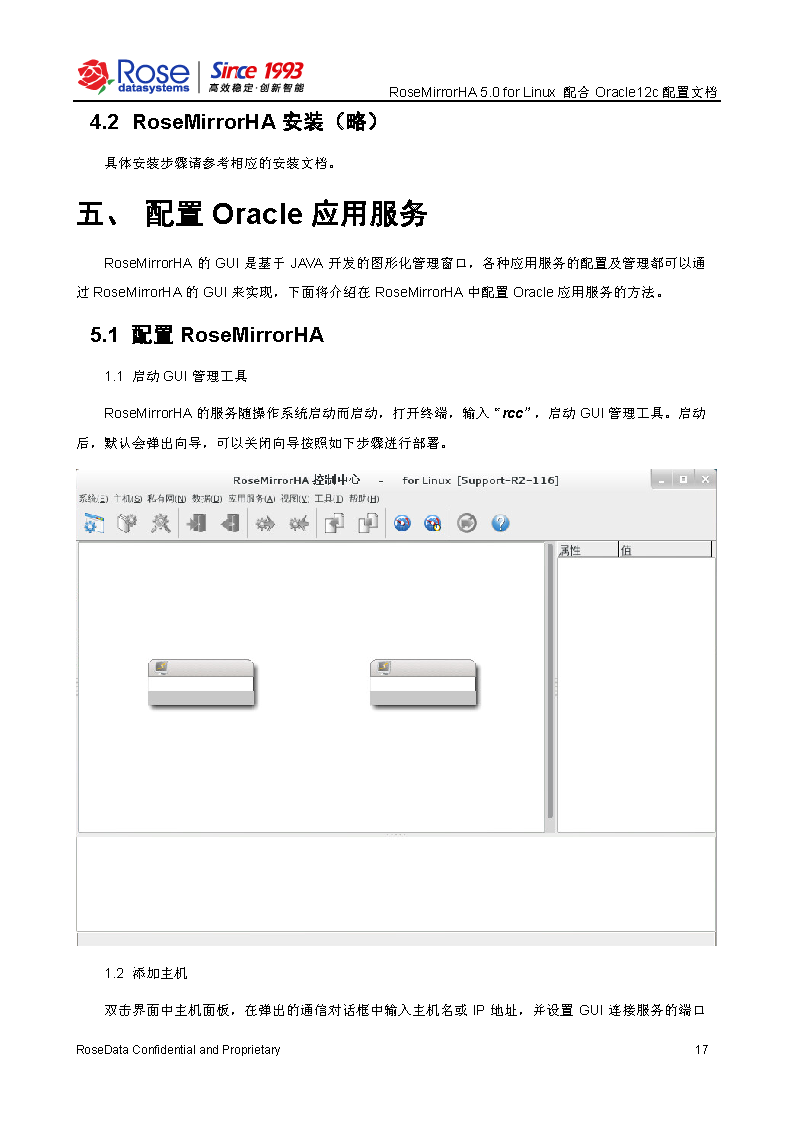 Rose
datasystems
Since 1993
高效稳定·创新智能
RoseMirrorHA 5.0 for Linux 配合 Oracle12c 配置文档
4.2 RoseMirrorHA 安装（略）
具体安装步骤请参考相应的安装文档。
五、 配置 Oracle 应用服务
RoseMirrorHA 的 GUI 是基于 JAVA 开发的图形化管理窗口，各种应用服务的配置及管理都可以通
过 RoseMirrorHA 的 GUI 来实现，下面将介绍在 RoseMirrorHA 中配置 Oracle 应用服务的方法。
5.1 配置 RoseMirrorHA
1.1 启动 GUI 管理工具
RoseMirrorHA 的服务随操作系统启动而启动，打开终端，输入“rcc”，启动 GUI 管理工具。启动
后，默认会弹出向导，可以关闭向导按照如下步骤进行部署。
RoseMirrorHA 控制中心 - for Linux [Support-R2-116]
系统(S) 主机(S) 私有网(N) 数据(D) 应用服务(A) 视图(V) 工具(T) 帮助(H)
属性 值
1.2 添加主机
双击界面中主机面板，在弹出的通信对话框中输入主机名或 IP 地址，并设置 GUI 连接服务的端口
RoseData Confidential and Proprietary 17